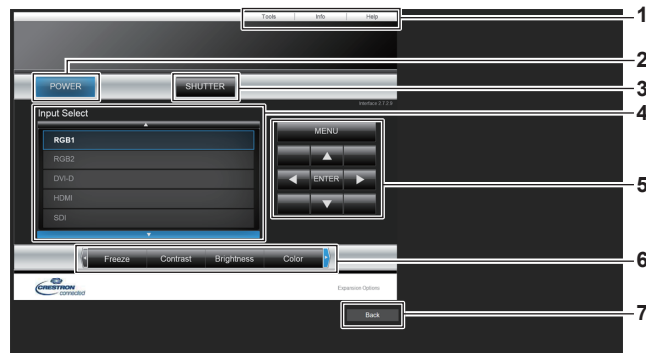 Tools Info Help
1
2
POWER
SHUTTER
3
Interface 2.7.2.9
Input Select
4
MENU
RGB1
RGB2
DVI-D
ENTER
5
HDMI
SDI
Freeze Contrast Brightness Color
6
CRESTRON
connected
Expansion Options
Back
7